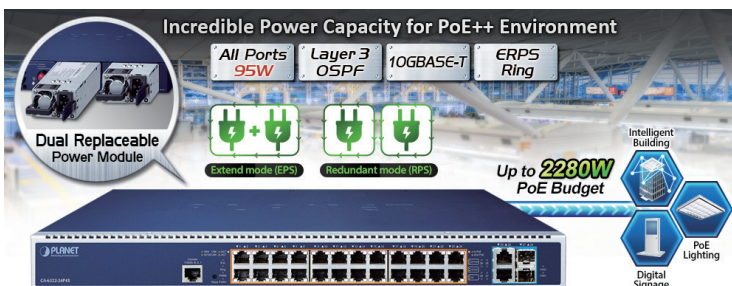 Incredible Power Capacity for PoE++ Environment
All Ports
95W
Layer 3
OSPF
10GBASE-T
ERPS
Ring
Dual Replaceable
Power Module
Extend mode (EPS)
Redundant mode (RPS)
Up to 2280W
PoE Budget
Intelligent
Building
PoE
Lighting
Digital
Signage
PLANET